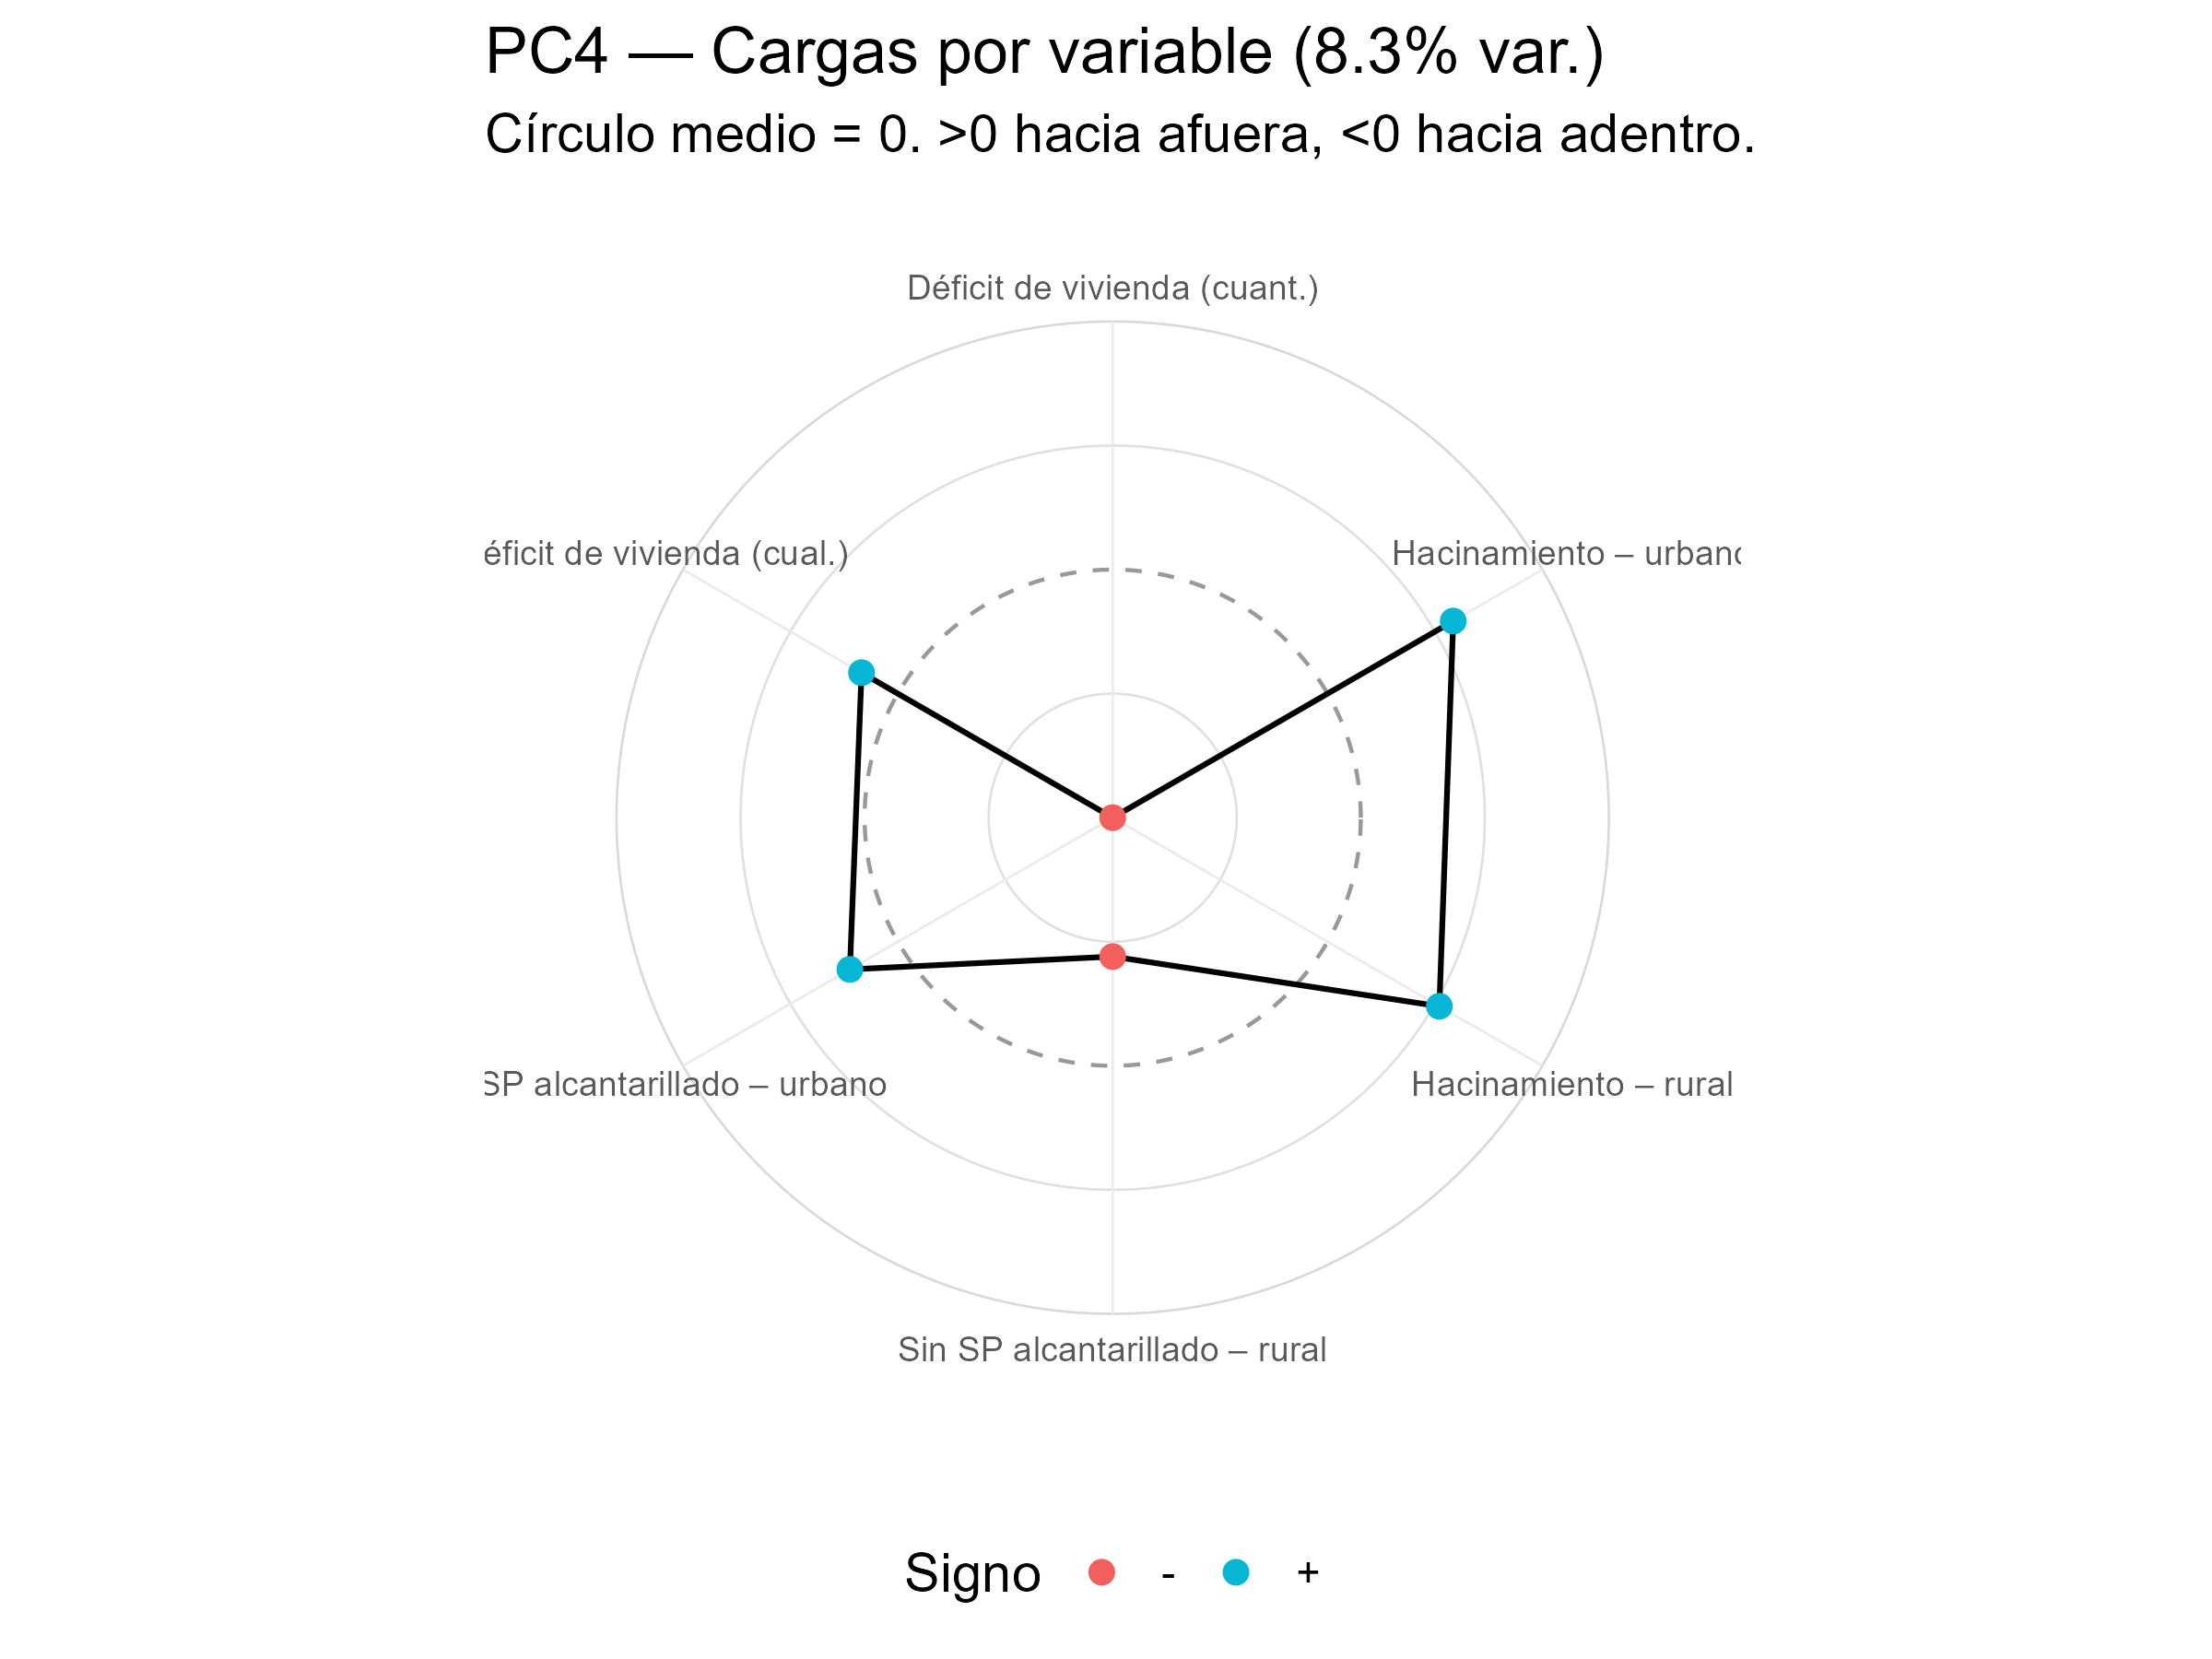 PC4 — Cargas por variable (8.3% var.)
Círculo medio = 0. >0 hacia afuera, <0 hacia adentro.
Déficit de vivienda (cuant.)
éficit de vivienda (cual.)
Hacinamiento – urbano
SP alcantarillado – urbano
Hacinamiento – rural
Sin SP alcantarillado – rural
Signo - +